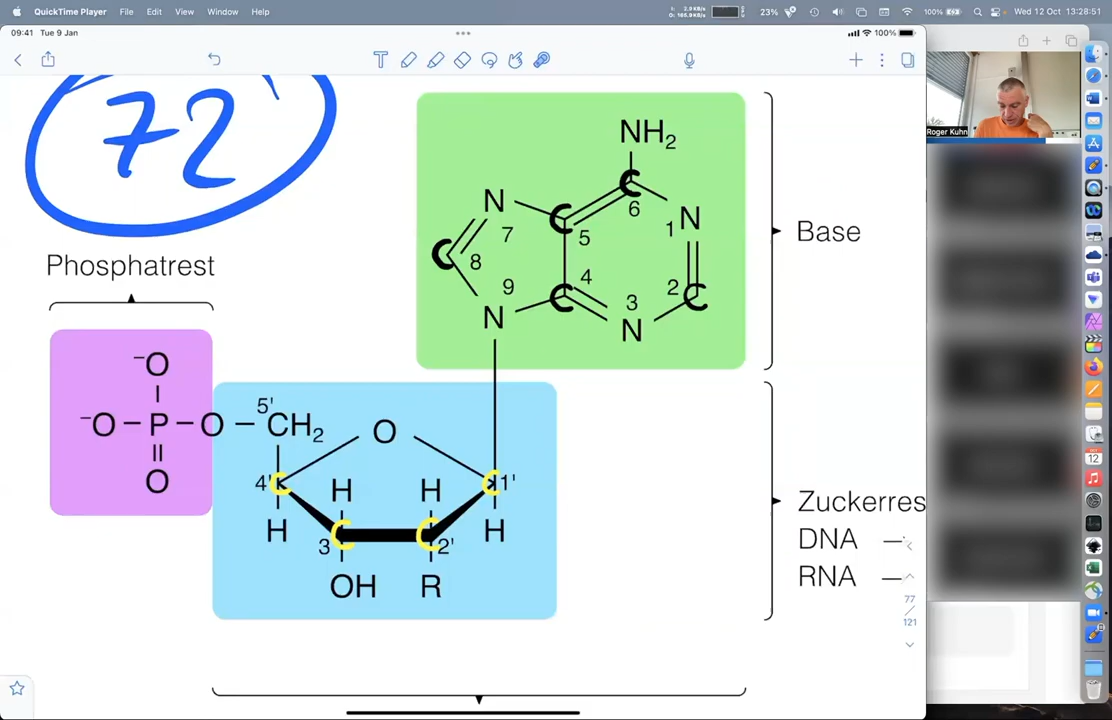 QuickTime Player File Edit View Window Help
23%
100%
Wed 12 Oct 13:28:51
09:41 Tue 9 Jan
100%
72
Roger Kuhn
NH2
N
C
6
N
1
7
C
5
C
8
9
4
2
C
3
N
C
N
Base
Phosphatrest
⁻O
⁻O – P – O – CH2
5'
O
O
4'
C
H
H
C
1'
H
3
C
C
2'
H
OH
R
Zuckerres
DNA —
RNA —
77
/
121